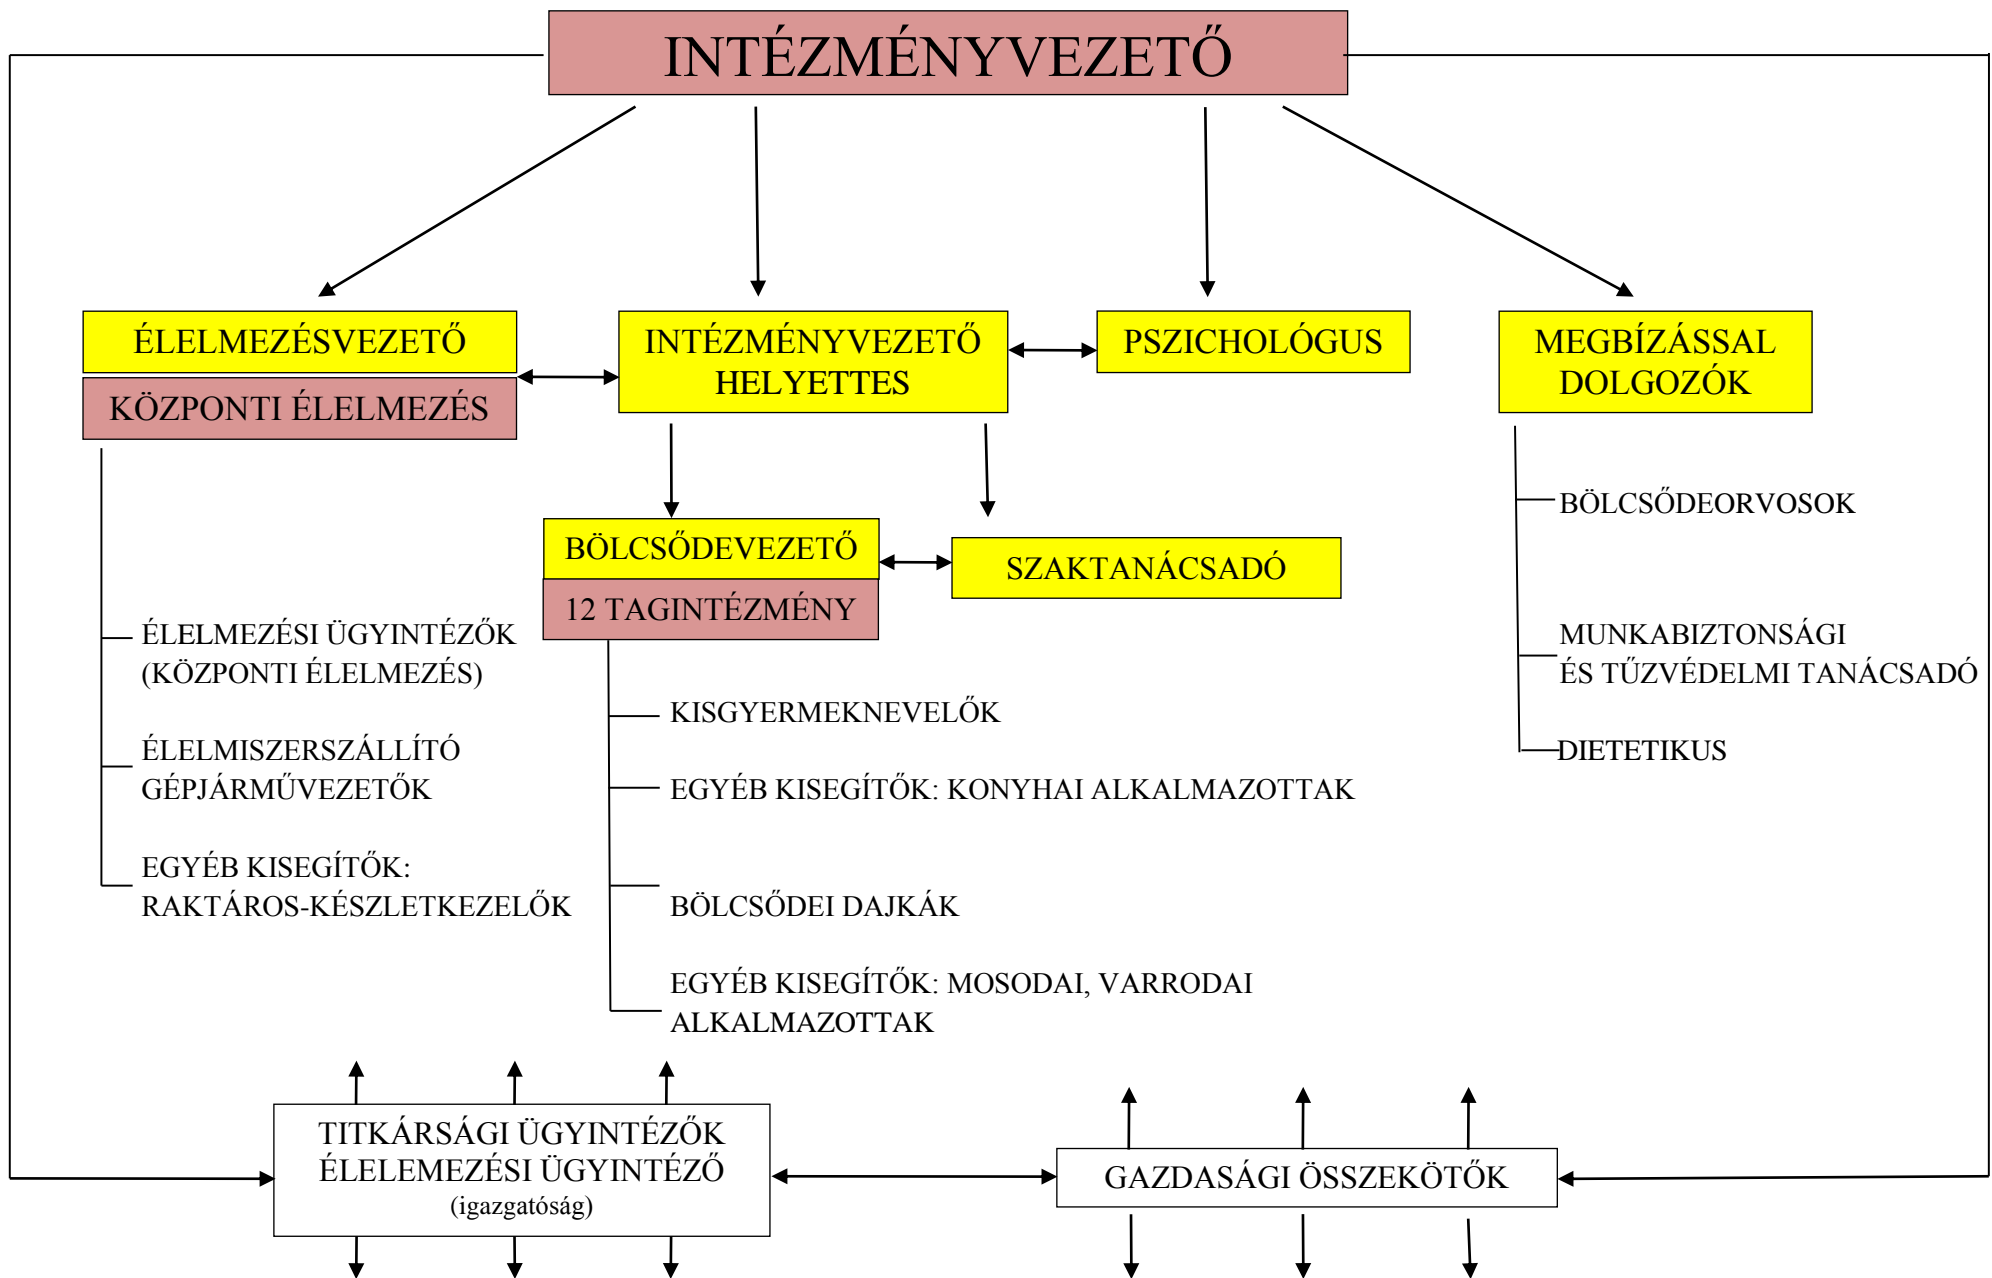 INTÉZMÉNYVEZETŐ
ÉLELMEZÉSVEZETŐ
KÖZPONTI ÉLELMEZÉS
INTÉZMÉNYVEZETŐ
HELYETTES
PSZICHOLÓGUS
MEGBÍZÁSSAL
DOLGOZÓK
BÖLCSŐDEVEZETŐ
12 TAGINTÉZMÉNY
SZAKTANÁCSADÓ
ÉLELMEZÉSI ÜGYINTÉZŐK
(KÖZPONTI ÉLELMEZÉS)
ÉLELMISZERSZÁLLÍTÓ
GÉPJÁRMŰVEZETŐK
EGYÉB KISEGÍTŐK:
RAKTÁROS-KÉSZLETKEZELŐK
KISGYERMEKNEVELŐK
EGYÉB KISEGÍTŐK: KONYHAI ALKALMAZOTTAK
BÖLCSŐDEI DAJKÁK
EGYÉB KISEGÍTŐK: MOSODAI, VARRODAI
ALKALMAZOTTAK
BÖLCSŐDEORVOSOK
MUNKABIZTONSÁGI
ÉS TŰZVÉDELMI TANÁCSADÓ
DIETETIKUS
TITKÁRSÁGI ÜGYINTÉZŐK
ÉLELEMEZÉSI ÜGYINTÉZŐ
(igazgatóság)
GAZDASÁGI ÖSSZEKÖTŐK